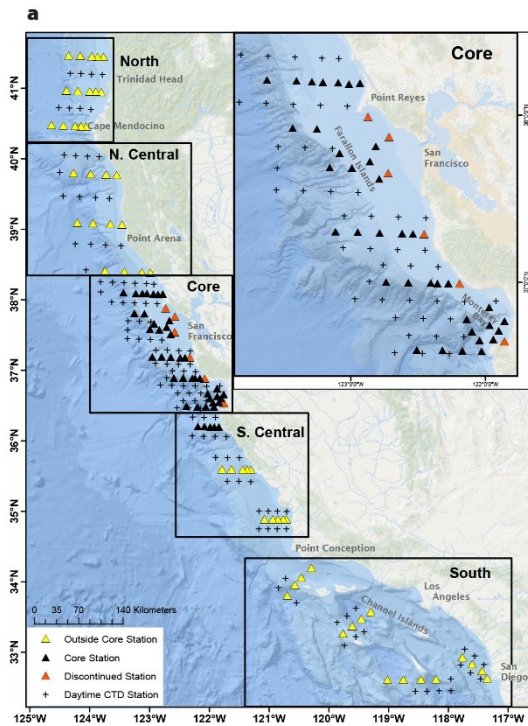 a
North
Trinidad Head
Cape Mendocino
N. Central
Point Arena
Core
San
Francisco
S. Central
Point Conception
South
Los
Angeles
Channel Islands
San
Diego
Core
Point Reyes
San
Francisco
Farallon Islands
Monterey
Bay
123°0'0"W
122°0'0"W
41°N
40°N
39°N
38°N
37°N
36°N
35°N
34°N
33°N
0 35 70 140 Kilometers
Outside Core Station
Core Station
Discontinued Station
Daytime CTD Station
125°W
124°W
123°W
122°W
121°W
120°W
119°W
118°W
117°W